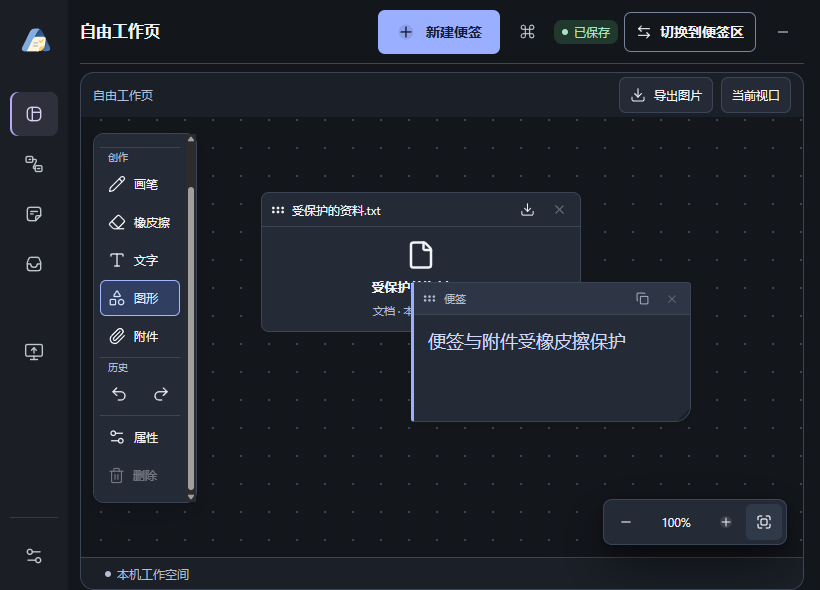 自由工作页
新建便签
已保存
切换到便签区
自由工作页
导出图片
当前视口
创作
画笔
橡皮擦
文字
图形
附件
历史
属性
删除
受保护的资料.txt
受保护
文档 · 本
便签
便签与附件受橡皮擦保护
100%
本机工作空间